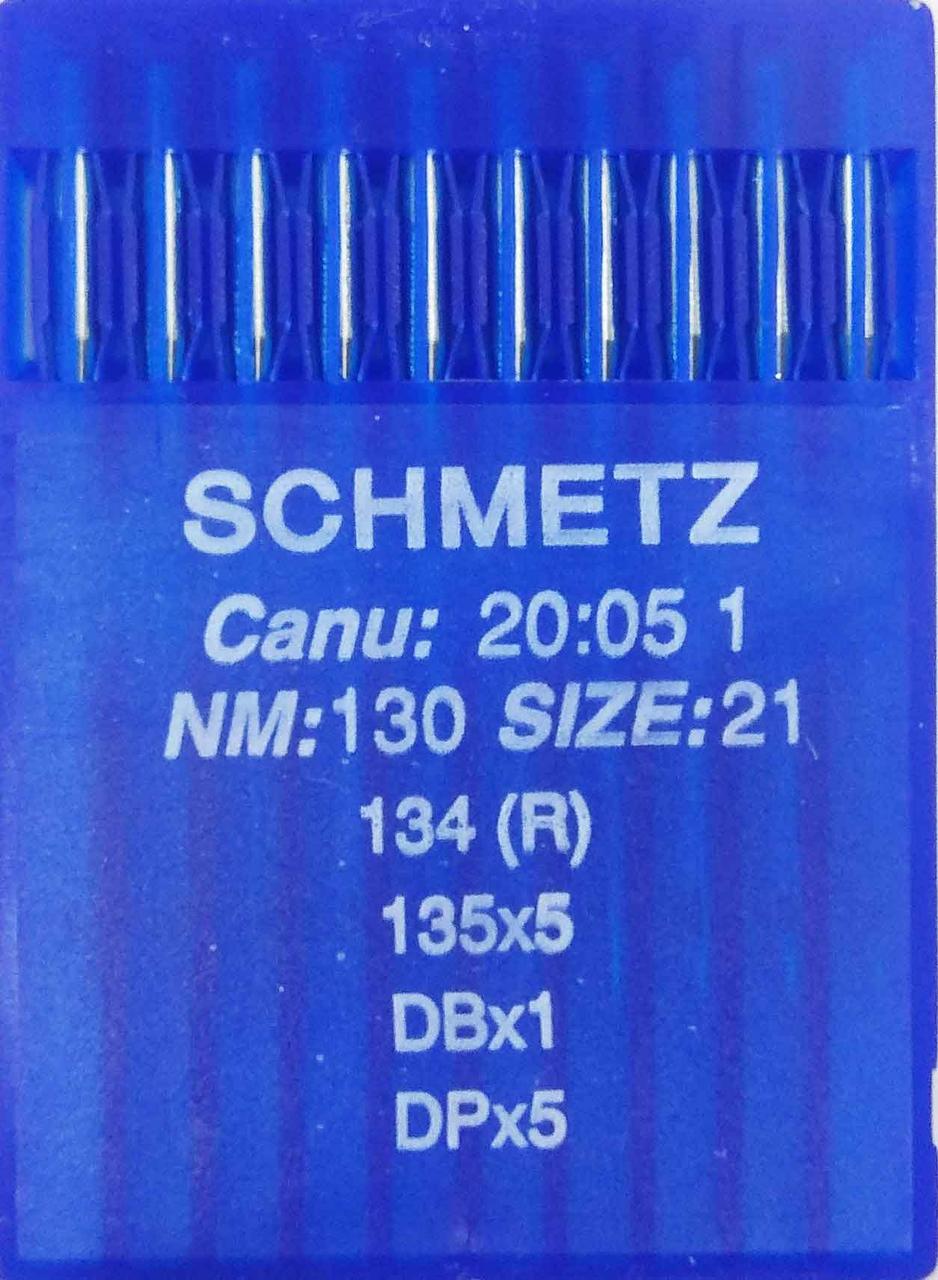 SCHMETZ
Canu: 20:05 1
NM:130 SIZE:21
134 (R)
135x5
DBx1
DPx5